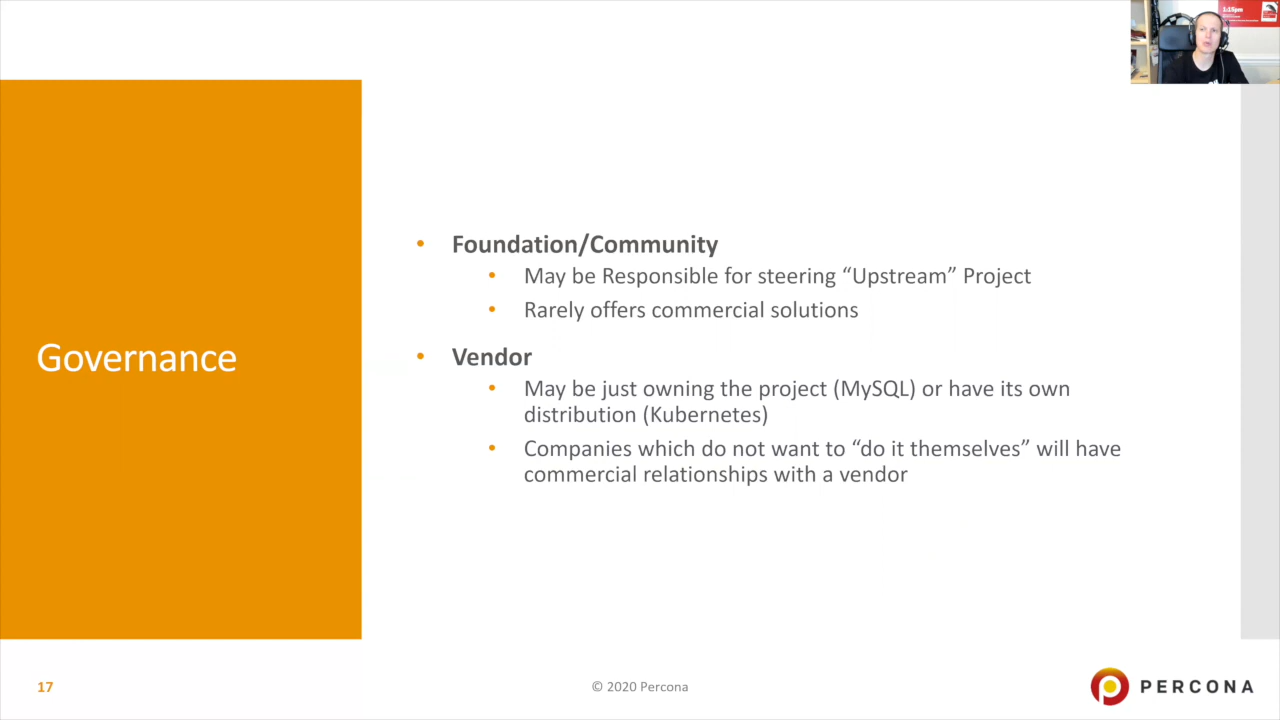 1:15pm
Governance
• Foundation/Community
• May be Responsible for steering “Upstream” Project
• Rarely offers commercial solutions
• Vendor
• May be just owning the project (MySQL) or have its own
distribution (Kubernetes)
• Companies which do not want to “do it themselves” will have
commercial relationships with a vendor
17
© 2020 Percona
PERCONA